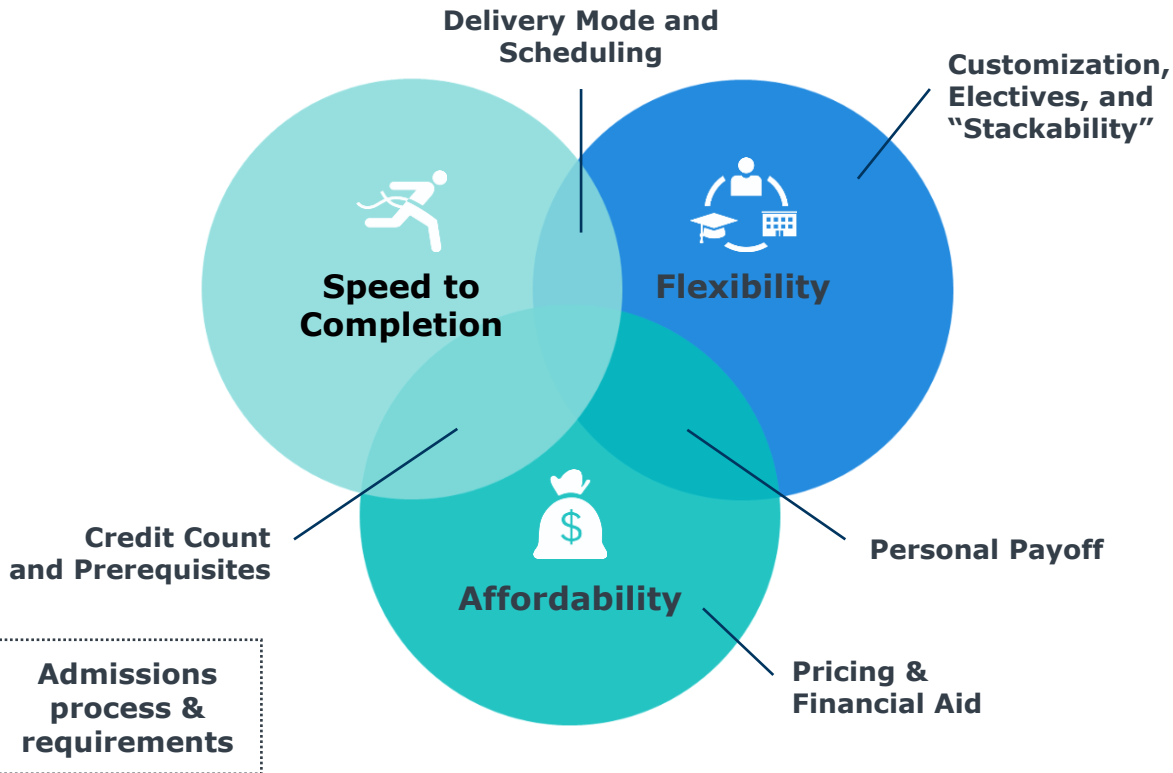 Delivery Mode and
Scheduling
Customization,
Electives, and
“Stackability”
Speed to
Completion
Flexibility
Credit Count
and Prerequisites
$
Affordability
Personal Payoff
Pricing &
Financial Aid
Admissions
process &
requirements